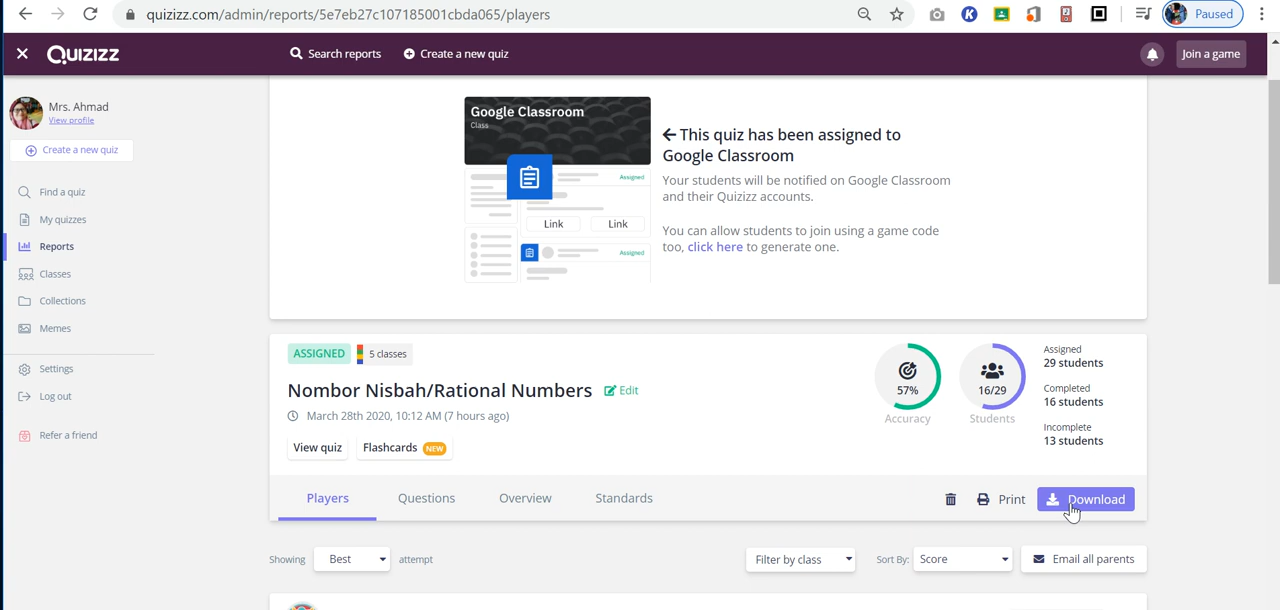 quizizz.com/admin/reports/5e7eb27c107185001cbda065/players
Paused
QUIZIZZ
Search reports
Create a new quiz
Join a game
Mrs. Ahmad
View profile
Create a new quiz
Find a quiz
My quizzes
Reports
Classes
Collections
Memes
Settings
Log out
Refer a friend
Google Classroom
Class
Assigned
Link
Link
Assigned
← This quiz has been assigned to
Google Classroom
Your students will be notified on Google Classroom
and their Quizizz accounts.
You can allow students to join using a game code
too, click here to generate one.
ASSIGNED
5 classes
Nombor Nisbah/Rational Numbers
Edit
March 28th 2020, 10:12 AM (7 hours ago)
View quiz
Flashcards NEW
57%
Accuracy
16/29
Students
Assigned
29 students
Completed
16 students
Incomplete
13 students
Players
Questions
Overview
Standards
Print
Download
Showing
Best
attempt
Filter by class
Sort By:
Score
Email all parents